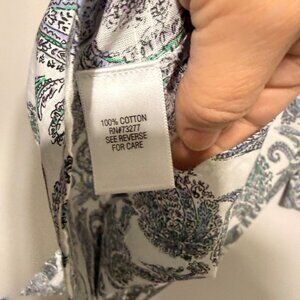 100% COTTON
RN#73277
SEE REVERSE
FOR CARE